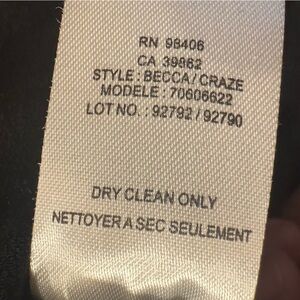 RN 98406
CA 39862
STYLE : BECCA / CRAZE
MODELE : 70606622
LOT NO. : 92792 / 92790
DRY CLEAN ONLY
NETTOYER A SEC SEULEMENT